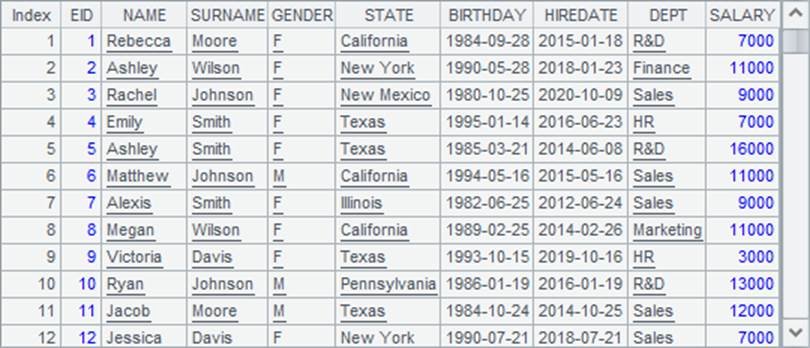 Index EID NAME SURNAME GENDER STATE BIRTHDAY HIREDATE DEPT SALARY
1 1 Rebecca Moore F California 1984-09-28 2015-01-18 R&D 7000
2 2 Ashley Wilson F New York 1990-05-28 2018-01-23 Finance 11000
3 3 Rachel Johnson F New Mexico 1980-10-25 2020-10-09 Sales 9000
4 4 Emily Smith F Texas 1995-01-14 2016-06-23 HR 7000
5 5 Ashley Smith F Texas 1985-03-21 2014-06-08 R&D 16000
6 6 Matthew Johnson M California 1994-05-16 2015-05-16 Sales 11000
7 7 Alexis Smith F Illinois 1982-06-25 2012-06-24 Sales 9000
8 8 Megan Wilson F California 1989-02-25 2014-02-26 Marketing 11000
9 9 Victoria Davis F Texas 1993-10-15 2019-10-16 HR 3000
10 10 Ryan Johnson M Pennsylvania 1986-01-19 2016-01-19 R&D 13000
11 11 Jacob Moore M Texas 1984-10-24 2014-10-25 Sales 12000
12 12 Jessica Davis F New York 1990-07-21 2018-07-21 Sales 7000